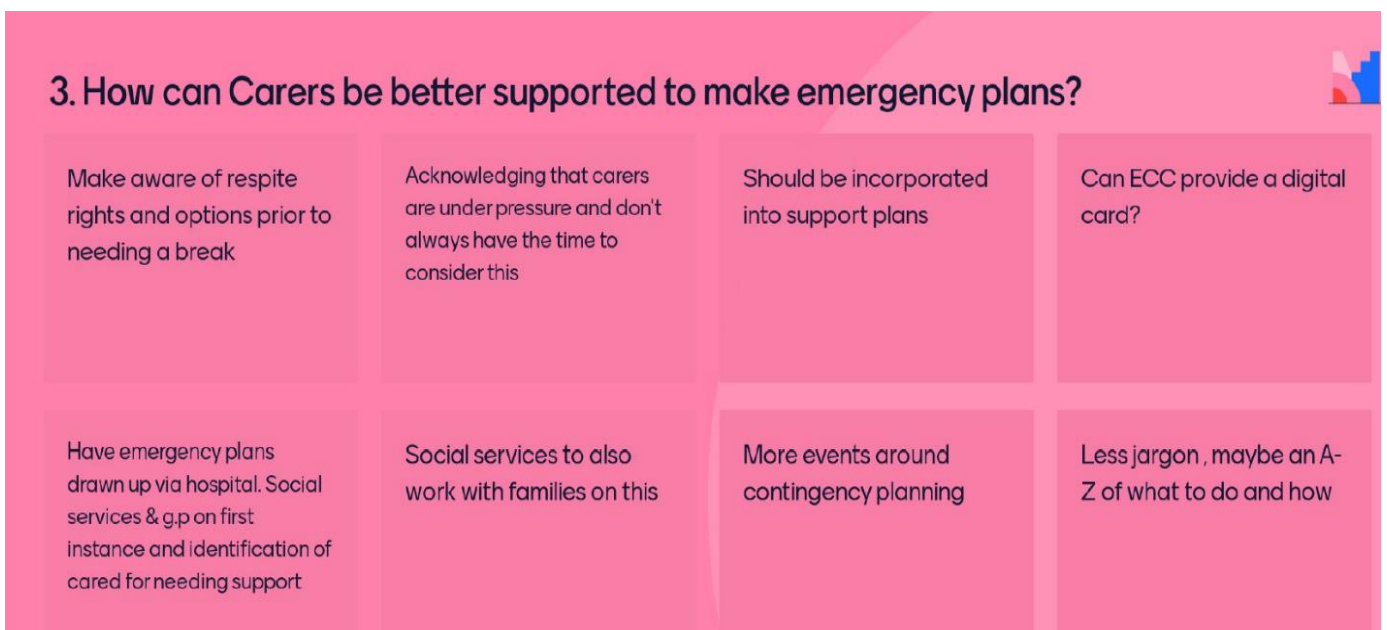 3. How can Carers be better supported to make emergency plans?
Make aware of respite
rights and options prior to
needing a break
Acknowledging that carers
are under pressure and don't
always have the time to
consider this
Should be incorporated
into support plans
Can ECC provide a digital
card?
Have emergency plans
drawn up via hospital. Social
services & g.p on first
instance and identification of
cared for needing support
Social services to also
work with families on this
More events around
contingency planning
Less jargon , maybe an A-
Z of what to do and how